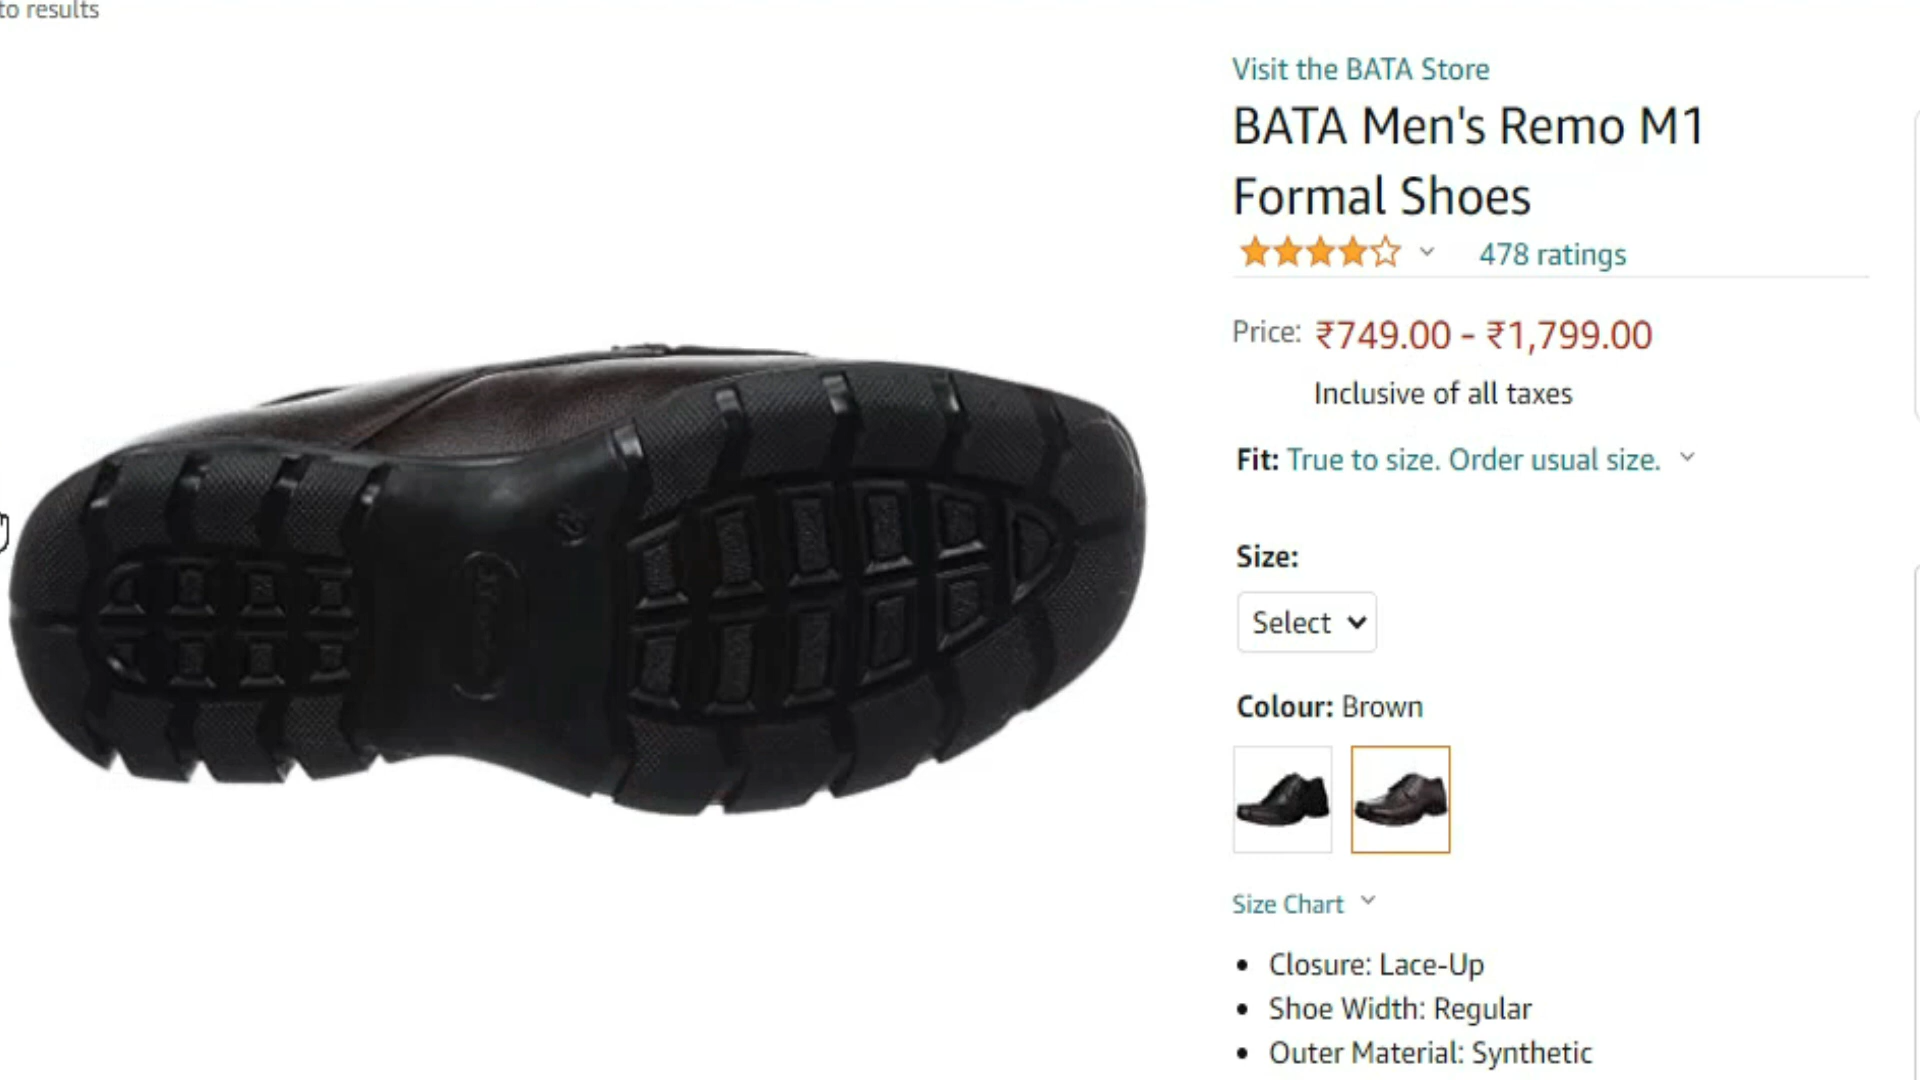 to results
Visit the BATA Store
BATA Men's Remo M1
Formal Shoes
478 ratings
Price: ₹749.00 - ₹1,799.00
Inclusive of all taxes
Fit: True to size. Order usual size.
Size:
Select
Colour: Brown
Size Chart
• Closure: Lace-Up
• Shoe Width: Regular
• Outer Material: Synthetic